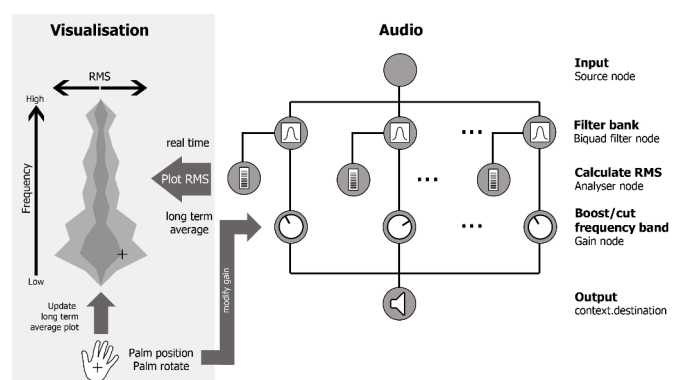 Visualisation
RMS
High
Frequency
Low
real time
Plot RMS
long term
average
Update
long term
average plot
Palm position
Palm rotate
modify gain
Audio
...
...
...
Input
Source node
Filter bank
Biquad filter node
Calculate RMS
Analyser node
Boost/cut
frequency band
Gain node
Output
context.destination